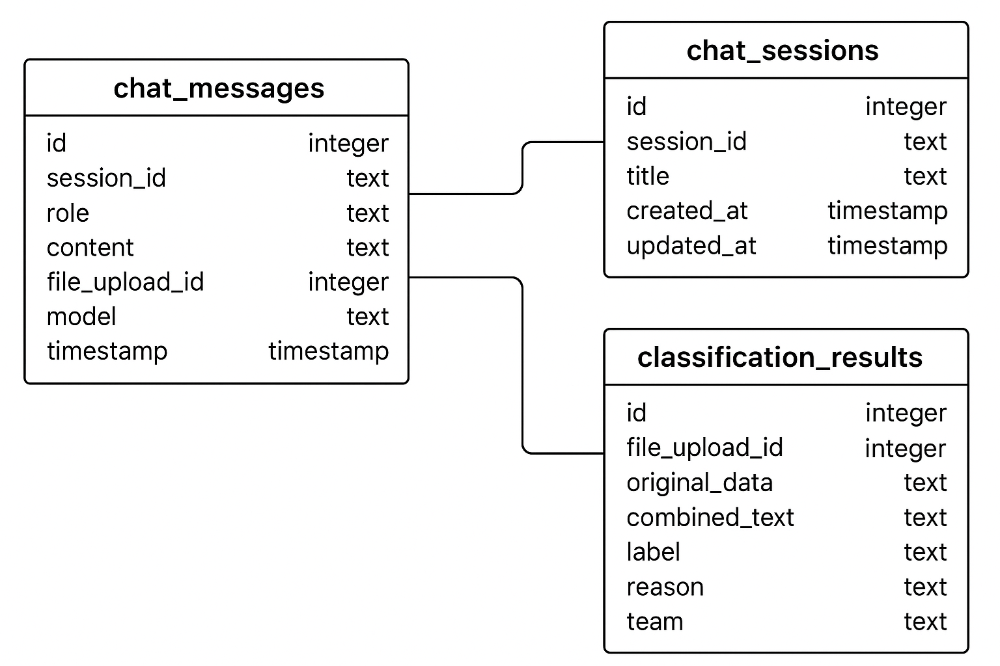 chat_messages
id integer
session_id text
role text
content text
file_upload_id integer
model text
timestamp timestamp
chat_sessions
id integer
session_id text
title text
created_at timestamp
updated_at timestamp
classification_results
id integer
file_upload_id integer
original_data text
combined_text text
label text
reason text
team text